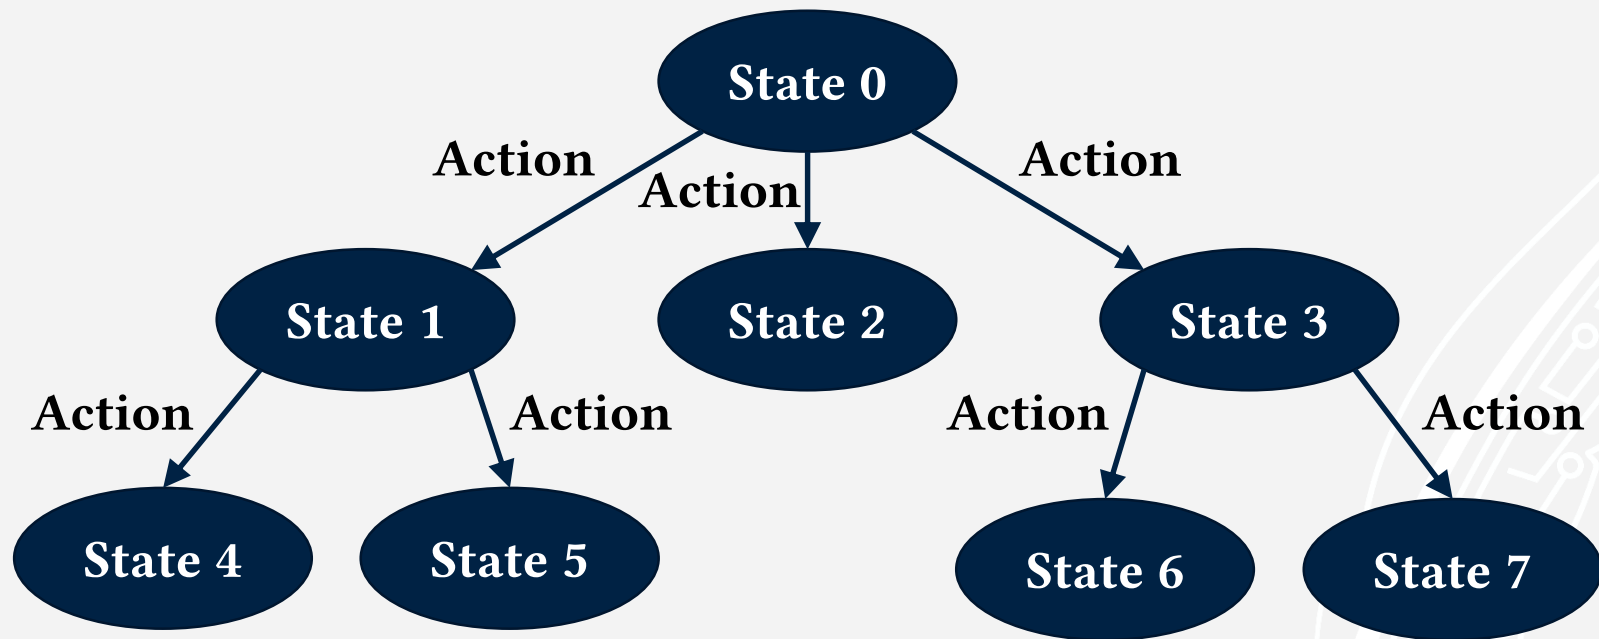 State 0
Action
Action
Action
State 1
State 2
State 3
Action
Action
Action
Action
State 4
State 5
State 6
State 7